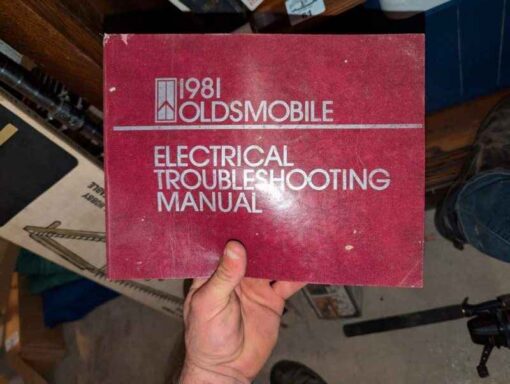 1981
OLDSMOBILE
ELECTRICAL
TROUBLESHOOTING
MANUAL